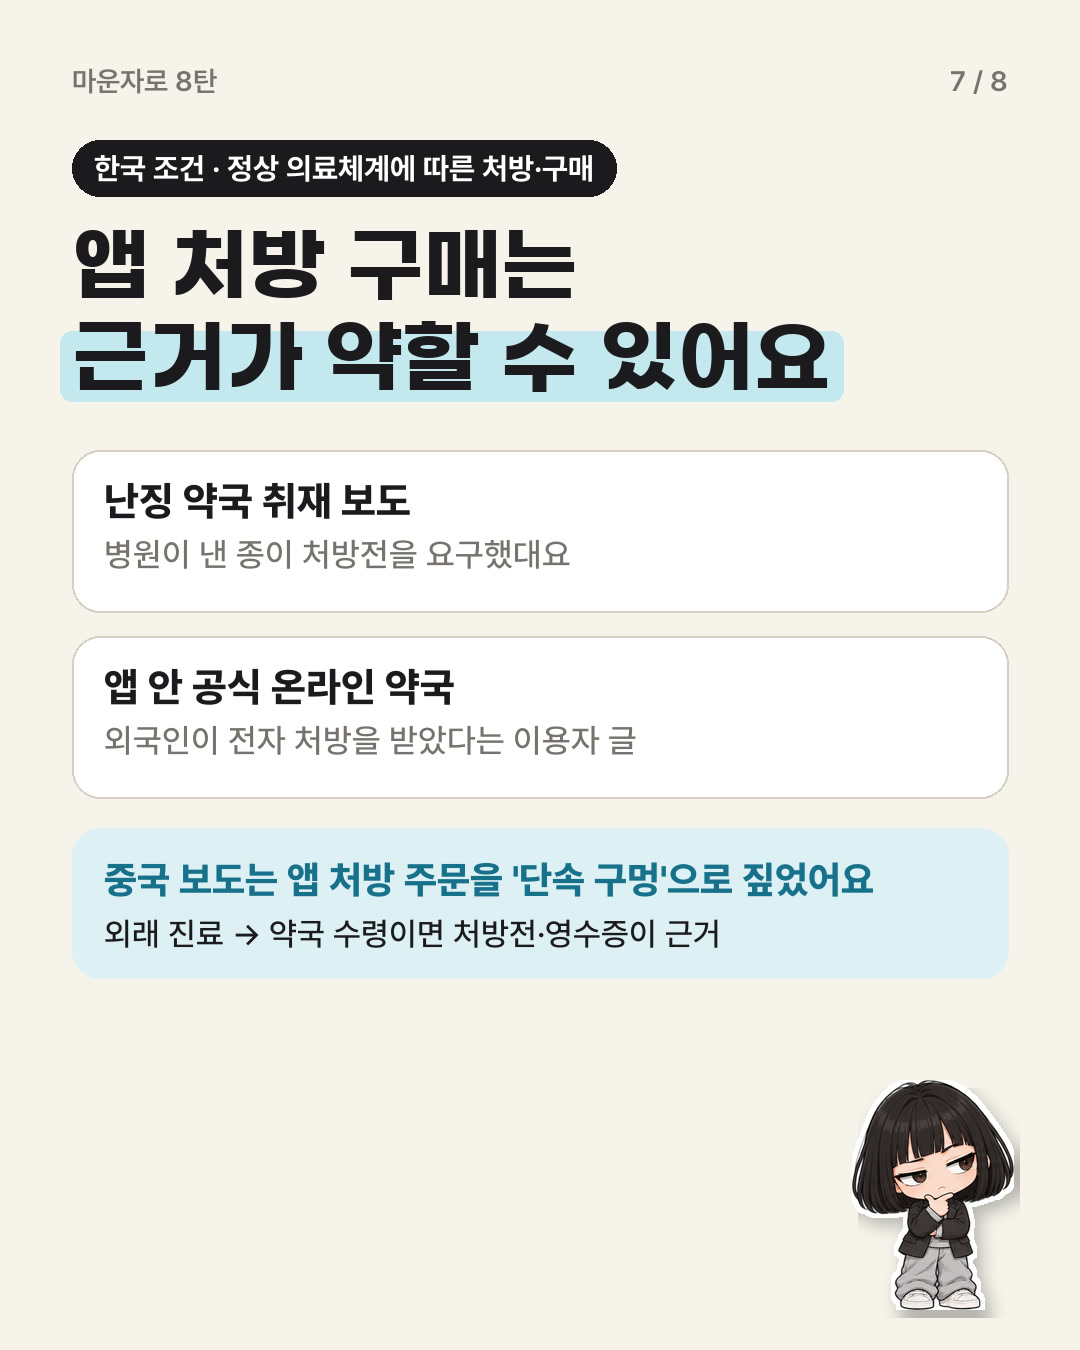 마운자로 8탄
7 / 8
한국 조건 · 정상 의료체계에 따른 처방·구매
앱 처방 구매는
근거가 약할 수 있어요
난징 약국 취재 보도
병원이 낸 종이 처방전을 요구했대요
앱 안 공식 온라인 약국
외국인이 전자 처방을 받았다는 이용자 글
중국 보도는 앱 처방 주문을 '단속 구멍'으로 짚었어요
외래 진료 → 약국 수령이면 처방전·영수증이 근거